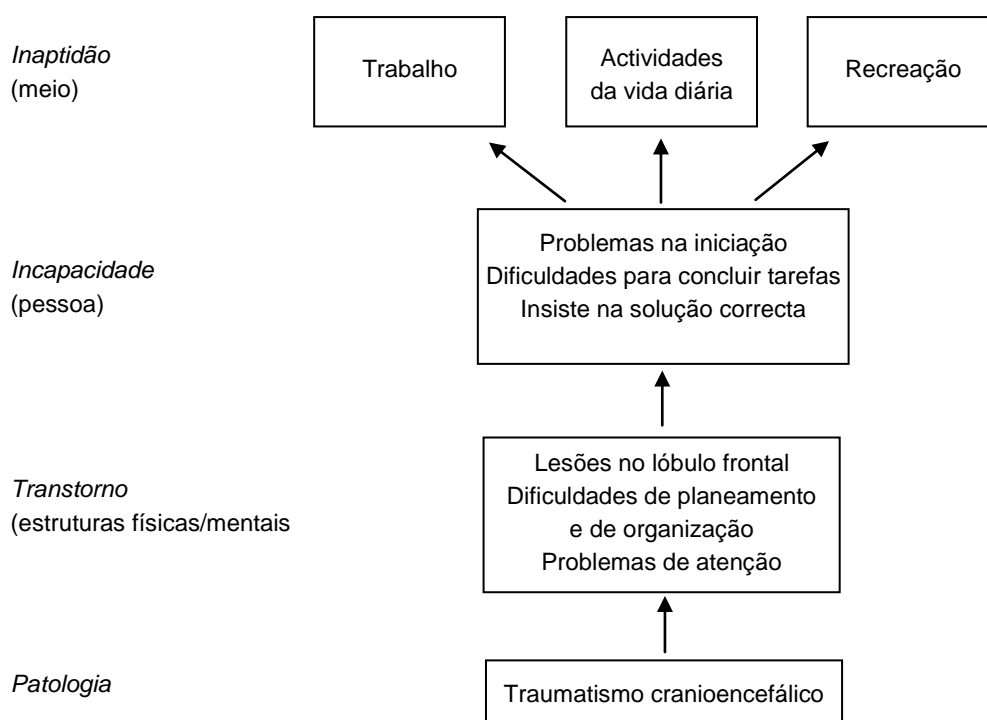 Inaptidão
(meio)
Trabalho
Actividades
da vida diária
Recreação
Incapacidade
(pessoa)
Problemas na iniciação
Dificuldades para concluir tarefas
Insiste na solução correcta
Transtorno
(estruturas físicas/mentais
Lesões no lóbulo frontal
Dificuldades de planeamento
e de organização
Problemas de atenção
Patologia
Traumatismo cranioencefálico